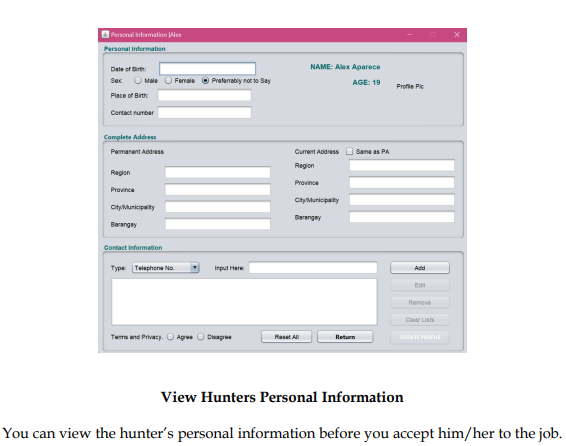 Personal Information |Alex
Personal Information
Date of Birth:
NAME: Alex Aparece
Sex: Male Female Preferrably not to Say
AGE: 19
Profile Pic
Place of Birth:
Contact number
Complete Address
Permanent Address
Region
Province
City/Municipality
Barangay
Current Address Same as PA
Region
Province
City/Municipality
Barangay
Contact Information
Type: Telephone No. Input Here: Add
Edit
Remove
Clear Lists
Terms and Privacy. Agree Disagree Reset All Return UPDATE PROFILE
View Hunters Personal Information
You can view the hunter’s personal information before you accept him/her to the job.